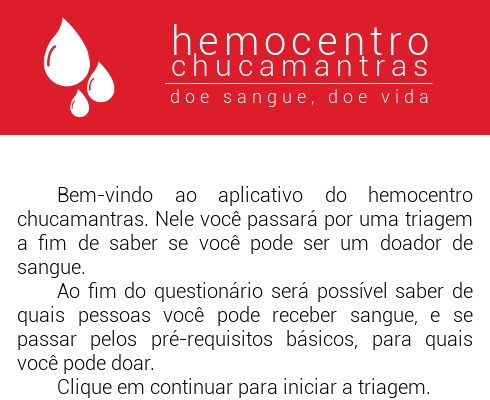 hemocentro
chucamantras
doe sangue, doe vida
Bem-vindo ao aplicativo do hemocentro
chucamantras. Nele você passará por uma triagem
a fim de saber se você pode ser um doador de
sangue.
Ao fim do questionário será possível saber de
quais pessoas você pode receber sangue, e se
passar pelos pré-requisitos básicos, para quais
você pode doar.
Clique em continuar para iniciar a triagem.